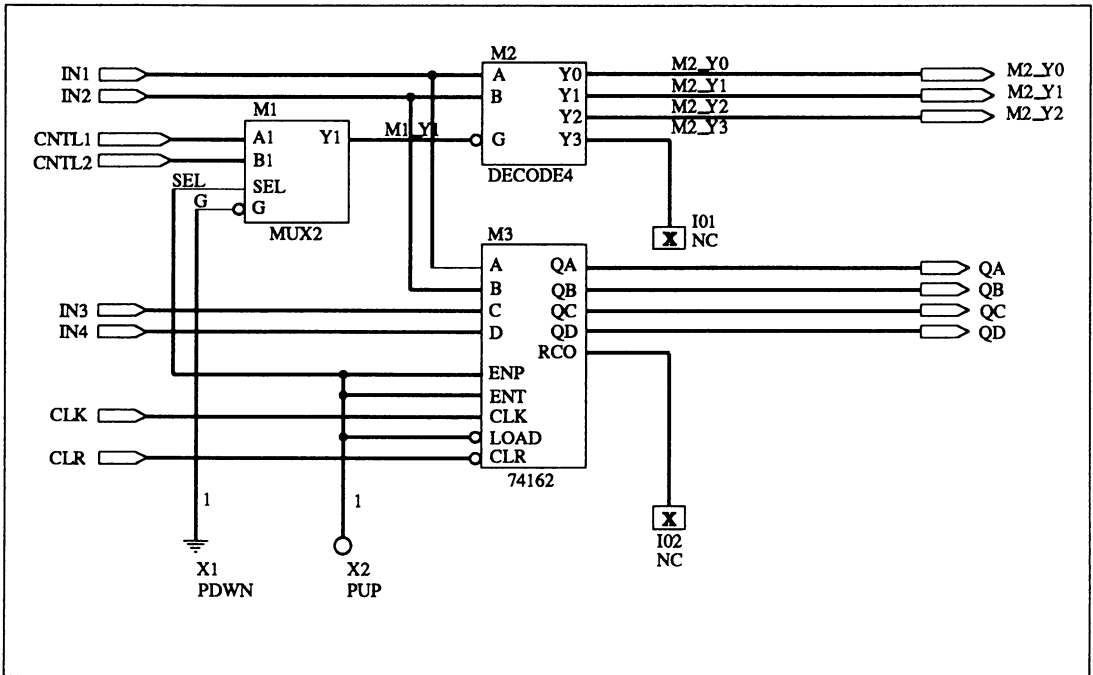 M2
IN1 A Y0 M2_Y0 M2_Y0
IN2 B Y1 M2_Y1 M2_Y1
M1 Y2 M2_Y2 M2_Y2
CNTL1 A1 Y1 M1_Y1 G Y3 M2_Y3
CNTL2 B1
DECODE4
SEL SEL
G G
MUX2
I01
NC
M3
A QA QA
B QB QB
IN3 C QC QC
IN4 D QD QD
RCO
ENP
ENT
CLK CLK
LOAD
CLR CLR
74162
1 1
X X
I02
NC
X1 X2
PDWN PUP